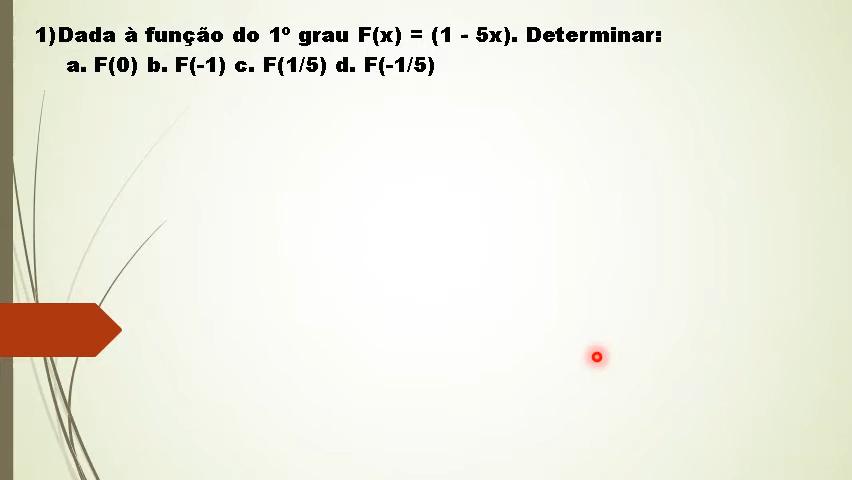 1)Dada à função do 1º grau F(x) = (1 - 5x). Determinar:
a. F(0) b. F(-1) c. F(1/5) d. F(-1/5)